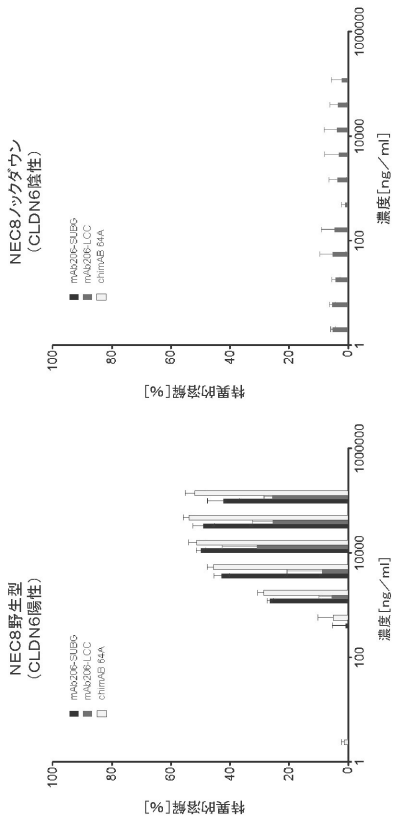 NEC8野生型
(CLDN6陽性)
mAb206-SUBG
mAb206-LCC
chimAB 64A
特異的溶解[%]
100
80
60
40
20
0
1
100
10000
1000000
濃度[ng/ml]
NEC8ノックダウン
(CLDN6陰性)
mAb206-SUBG
mAb206-LCC
chimAB 64A
特異的溶解[%]
100
80
60
40
20
0
1
100
10000
1000000
濃度[ng/ml]